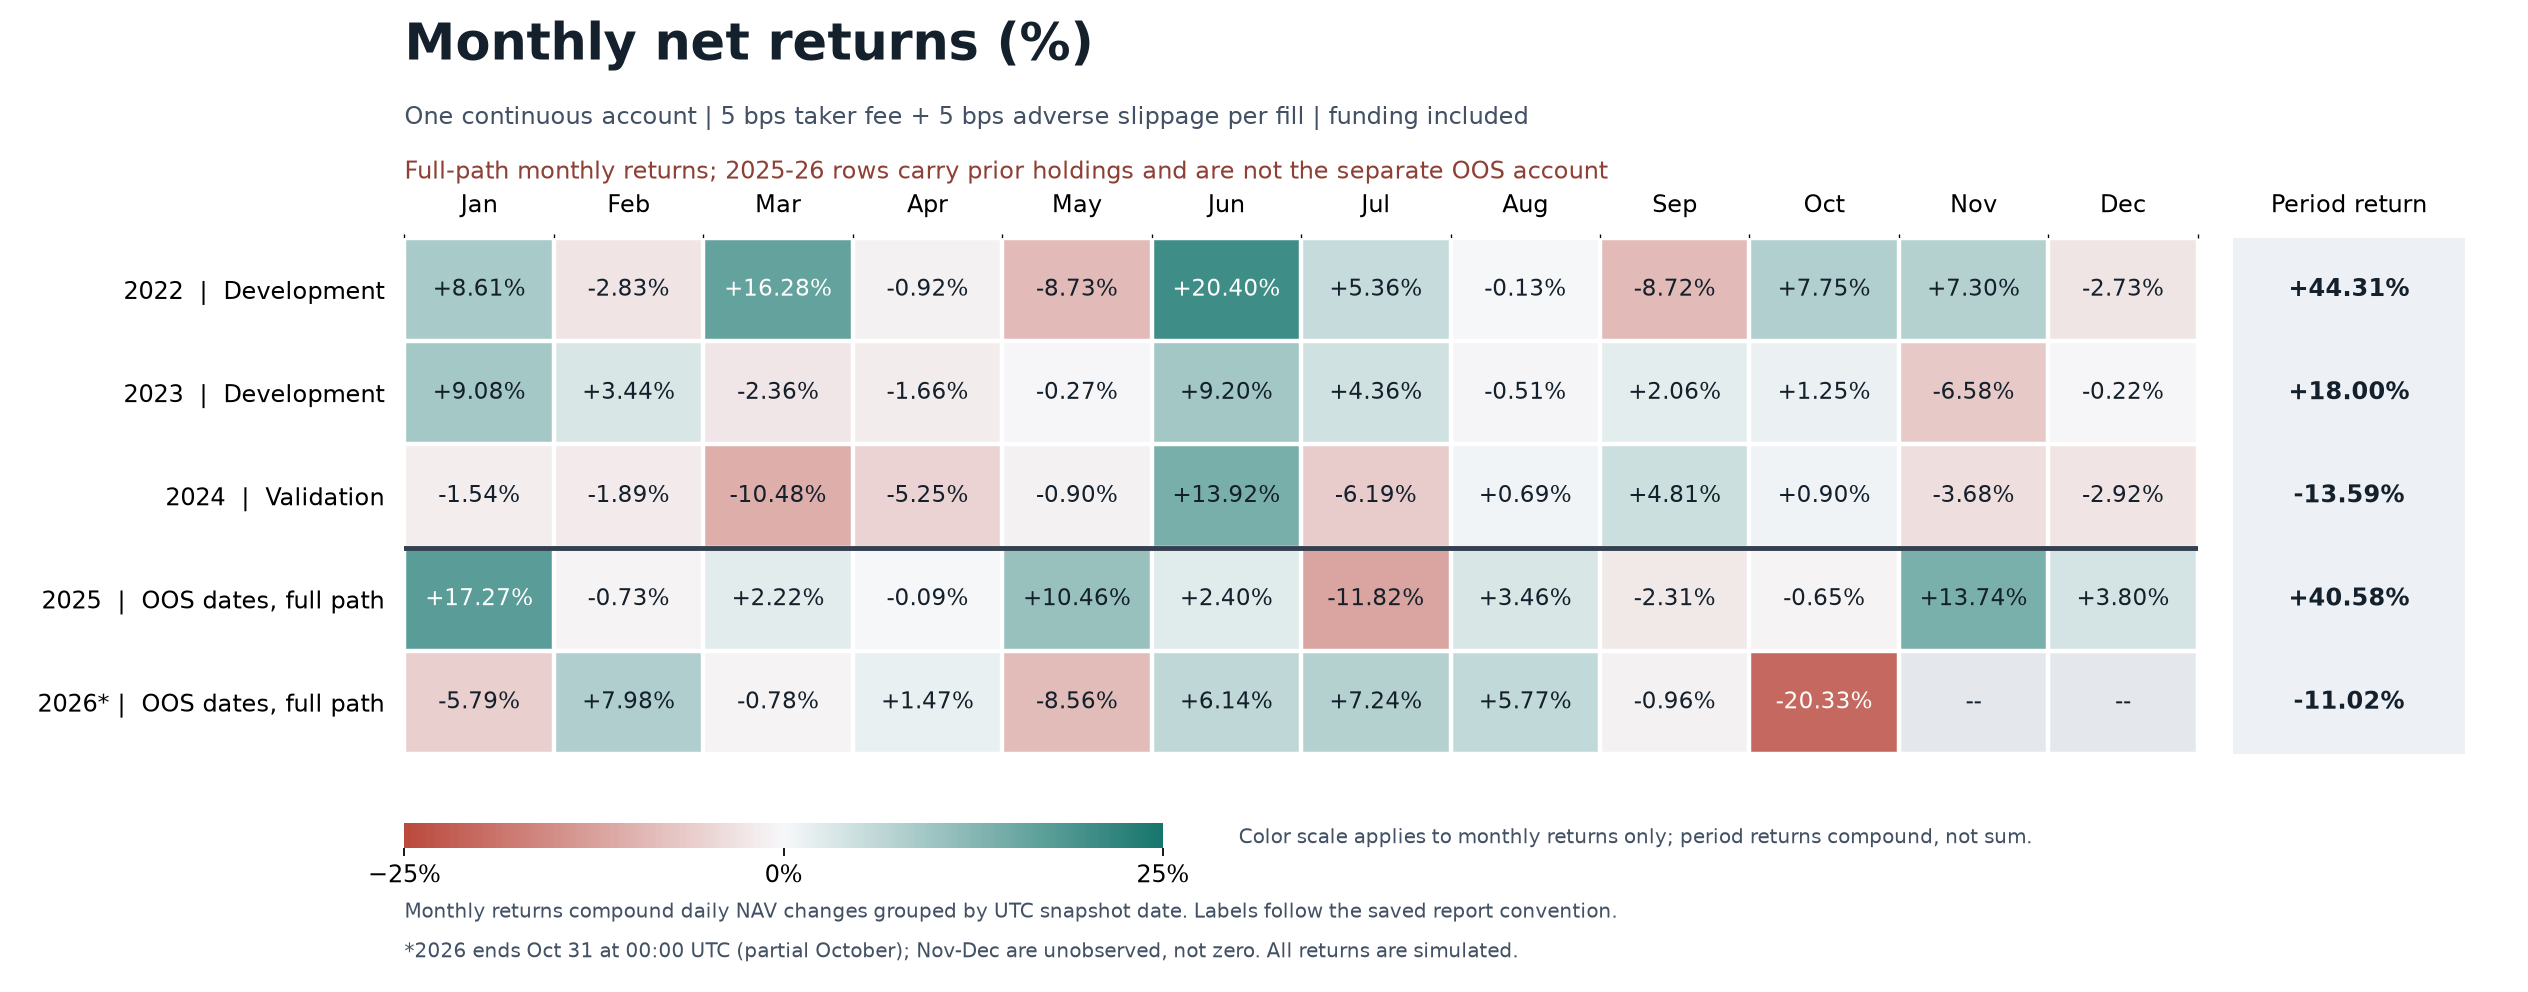 Monthly net returns (%)
One continuous account | 5 bps taker fee + 5 bps adverse slippage per fill | funding included
Full-path monthly returns; 2025-26 rows carry prior holdings and are not the separate OOS account
Jan Feb Mar Apr May Jun Jul Aug Sep Oct Nov Dec Period return
2022 | Development +8.61% -2.83% +16.28% -0.92% -8.73% +20.40% +5.36% -0.13% -8.72% +7.75% +7.30% -2.73% +44.31%
2023 | Development +9.08% +3.44% -2.36% -1.66% -0.27% +9.20% +4.36% -0.51% +2.06% +1.25% -6.58% -0.22% +18.00%
2024 | Validation -1.54% -1.89% -10.48% -5.25% -0.90% +13.92% -6.19% +0.69% +4.81% +0.90% -3.68% -2.92% -13.59%
2025 | OOS dates, full path +17.27% -0.73% +2.22% -0.09% +10.46% +2.40% -11.82% +3.46% -2.31% -0.65% +13.74% +3.80% +40.58%
2026* | OOS dates, full path -5.79% +7.98% -0.78% +1.47% -8.56% +6.14% +7.24% +5.77% -0.96% -20.33% -- -- -11.02%
Color scale applies to monthly returns only; period returns compound, not sum.
−25% 0% 25%
Monthly returns compound daily NAV changes grouped by UTC snapshot date. Labels follow the saved report convention.
*2026 ends Oct 31 at 00:00 UTC (partial October); Nov-Dec are unobserved, not zero. All returns are simulated.